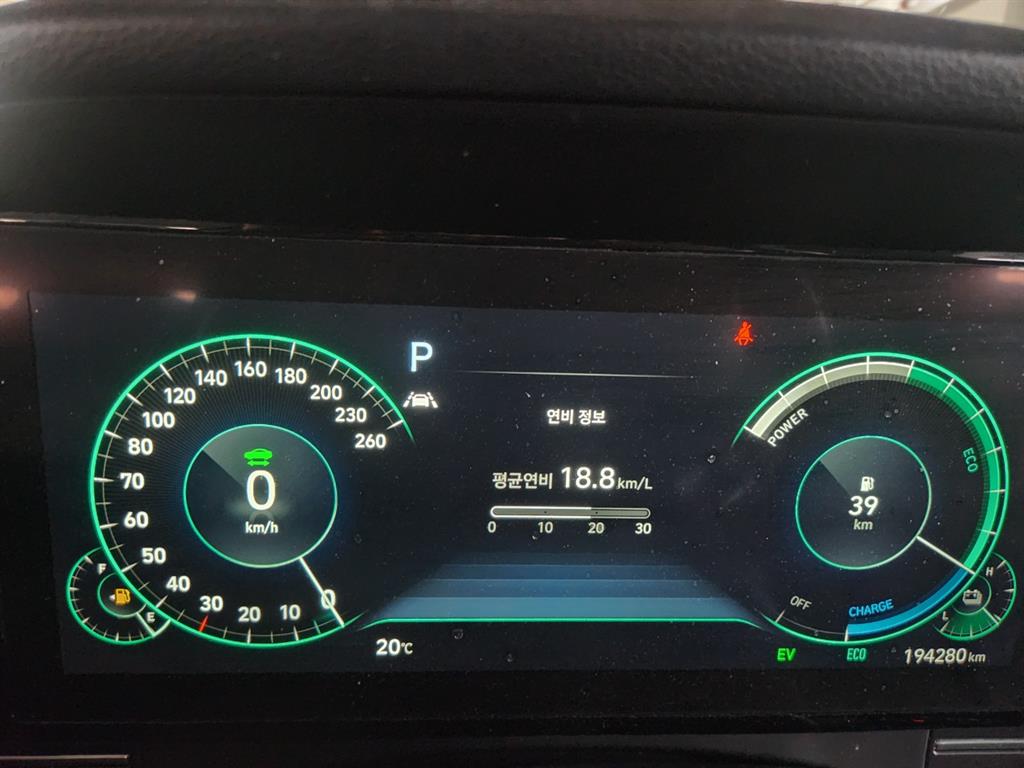 P
160
140 180
120 200
100 230
80 260
70
60
50
40
30
20
10
0
0
km/h
F
E
연비 정보
평균연비 18.8 km/L
0 10 20 30
20℃
POWER
ECO
39
km
OFF
CHARGE
H
L
EV ECO 194280 km